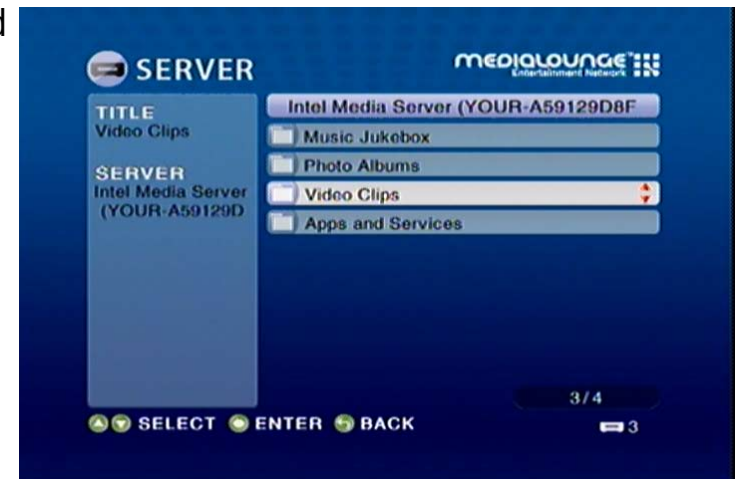 d
SERVER
MEDIALOUNGE™
Entertainment Network
TITLE
Video Clips
SERVER
Intel Media Server
(YOUR-A59129D
Intel Media Server (YOUR-A59129D8F
Music Jukebox
Photo Albums
Video Clips
Apps and Services
3/4
SELECT ENTER BACK
3